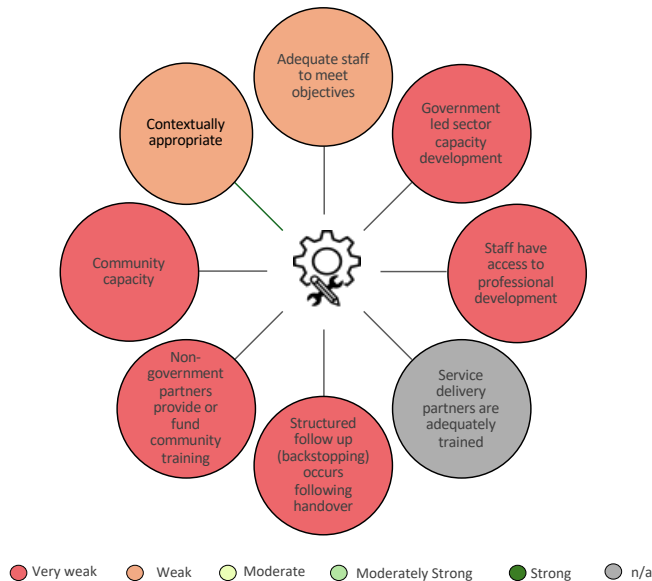 Adequate staff
to meet
objectives
Government
led sector
capacity
development
Staff have
access to
professional
development
Service
delivery
partners are
adequately
trained
Structured
follow up
(backstopping)
occurs
following
handover
Non-
government
partners
provide or
fund
community
training
Community
capacity
Contextually
appropriate
Very weak
Weak
Moderate
Moderately Strong
Strong
n/a